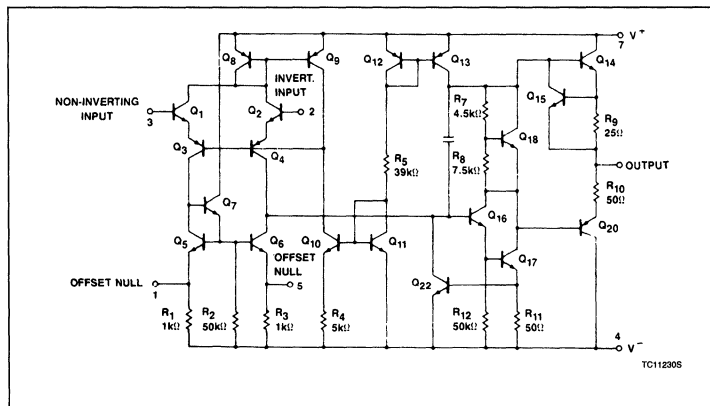 V+
7
Q8
Q9
Q12
Q13
Q14
INVERT.
INPUT
NON-INVERTING
INPUT
3
Q1
Q2
2
Q15
R7
4.5kΩ
Q18
R9
25Ω
Q3
Q4
R5
39kΩ
R8
7.5kΩ
OUTPUT
R10
50Ω
Q7
Q16
Q20
Q5
Q6
Q10
Q11
Q17
OFFSET
NULL
OFFSET NULL
1
5
Q22
R1
1kΩ
R2
50kΩ
R3
1kΩ
R4
5kΩ
R12
50kΩ
R11
50Ω
4
V−
TC11230S